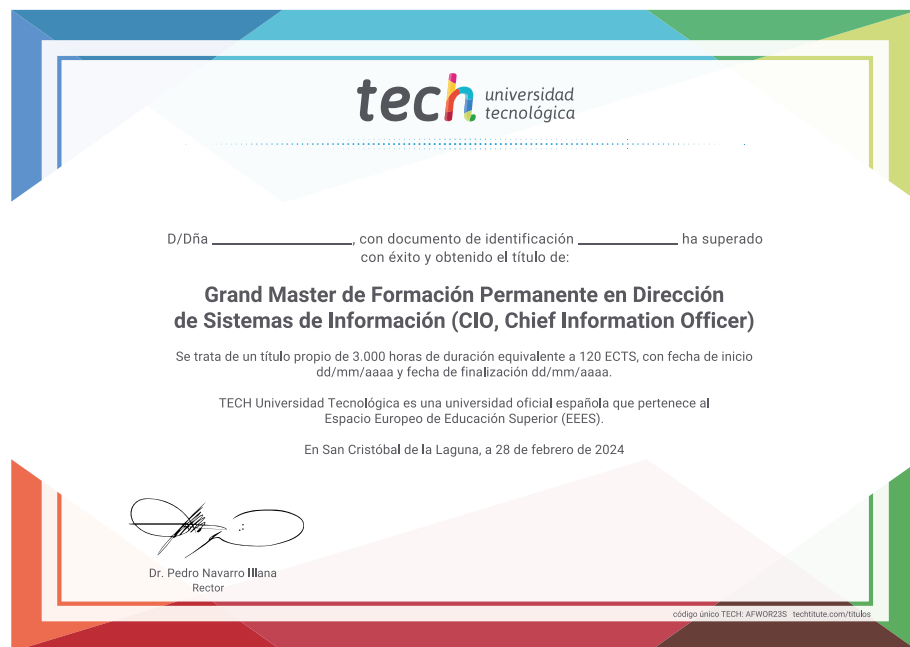 tech universidad
tecnológica
D/Dña ____________________, con documento de identificación ______________ ha superado
con éxito y obtenido el título de:
Grand Master de Formación Permanente en Dirección
de Sistemas de Información (CIO, Chief Information Officer)
Se trata de un título propio de 3.000 horas de duración equivalente a 120 ECTS, con fecha de inicio
dd/mm/aaaa y fecha de finalización dd/mm/aaaa.
TECH Universidad Tecnológica es una universidad oficial española que pertenece al
Espacio Europeo de Educación Superior (EEES).
En San Cristóbal de la Laguna, a 28 de febrero de 2024
Dr. Pedro Navarro Illana
Rector
código único TECH: AFWOR23S techtitute.com/titulos